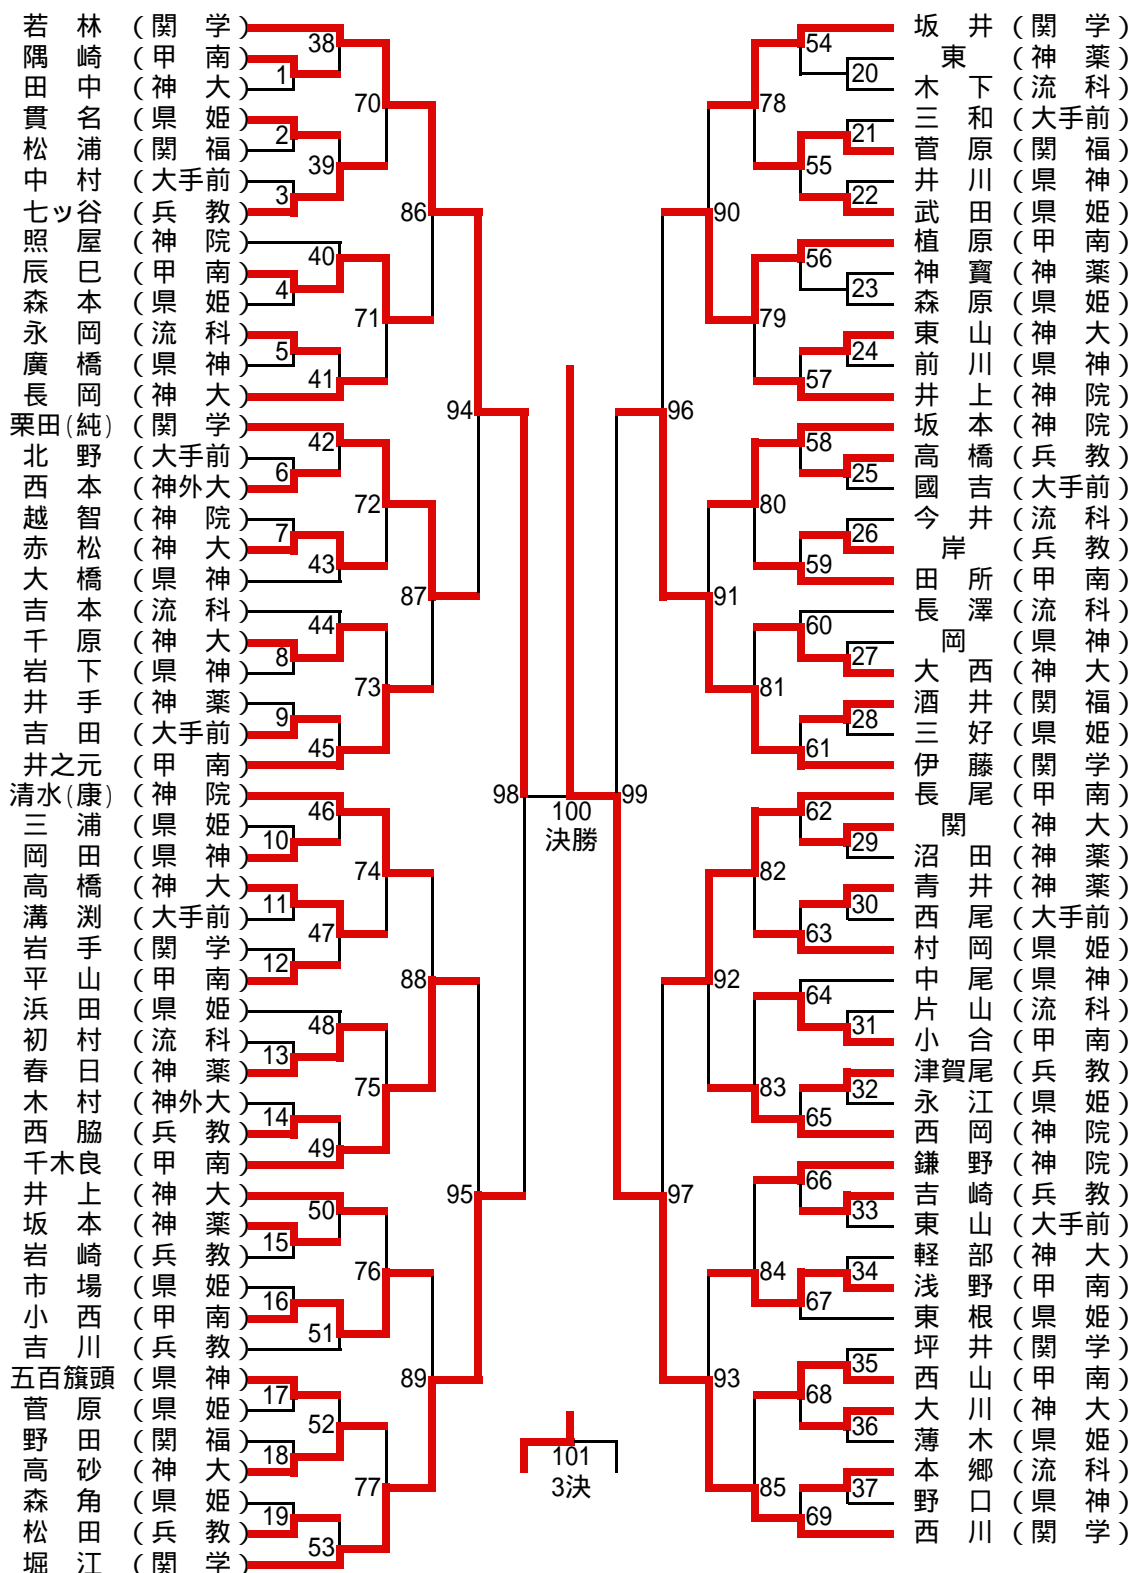 若林（関学）
隅崎（甲南）
田中（神大）
貫名（県姫）
松浦（関福）
中村（大手前）
七ッ谷（兵教）
照屋（神院）
辰巳（甲南）
森本（県姫）
永岡（流科）
廣橋（県神）
長岡（神大）
栗田(純)（関学）
北野（大手前）
西本（神外大）
越智（神院）
赤松（神大）
大橋（県神）
吉本（流科）
千原（神大）
岩下（県神）
井手（神薬）
吉田（大手前）
井之元（甲南）
清水(康)（神院）
三浦（県姫）
岡田（県神）
高橋（神大）
溝渕（大手前）
岩手（関学）
平山（甲南）
浜田（県姫）
初村（流科）
春日（神薬）
木村（神外大）
西脇（兵教）
千木良（甲南）
井上（神大）
坂本（神薬）
岩崎（兵教）
市場（県姫）
小西（甲南）
吉川（兵教）
五百籏頭（県神）
菅原（県姫）
野田（関福）
高砂（神大）
森角（県姫）
松田（兵教）
堀江（関学）
1
2
3
4
5
6
7
8
9
10
11
12
13
14
15
16
17
18
19
38
39
40
41
42
43
44
45
46
47
48
49
50
51
52
53
70
71
72
73
74
75
76
77
86
87
88
89
94
95
98
100
決勝
101
3決
99
96
97
90
91
92
93
78
79
80
81
82
83
84
85
54
55
56
57
58
59
60
61
62
63
64
65
66
67
68
69
20
21
22
23
24
25
26
27
28
29
30
31
32
33
34
35
36
37
坂井（関学）
東（神薬）
木下（流科）
三和（大手前）
菅原（関福）
井川（県神）
武田（県姫）
植原（甲南）
神寶（神薬）
森原（県姫）
東山（神大）
前川（県神）
井上（神院）
坂本（神院）
高橋（兵教）
國吉（大手前）
今井（流科）
岸（兵教）
田所（甲南）
長澤（流科）
岡（県神）
大西（神大）
酒井（関福）
三好（県姫）
伊藤（関学）
長尾（甲南）
関（神大）
沼田（神薬）
青井（神薬）
西尾（大手前）
村岡（県姫）
中尾（県神）
片山（流科）
小合（甲南）
津賀尾（兵教）
永江（県姫）
西岡（神院）
鎌野（神院）
吉崎（兵教）
東山（大手前）
軽部（神大）
浅野（甲南）
東根（県姫）
坪井（関学）
西山（甲南）
大川（神大）
薄木（県姫）
本郷（流科）
野口（県神）
西川（関学）